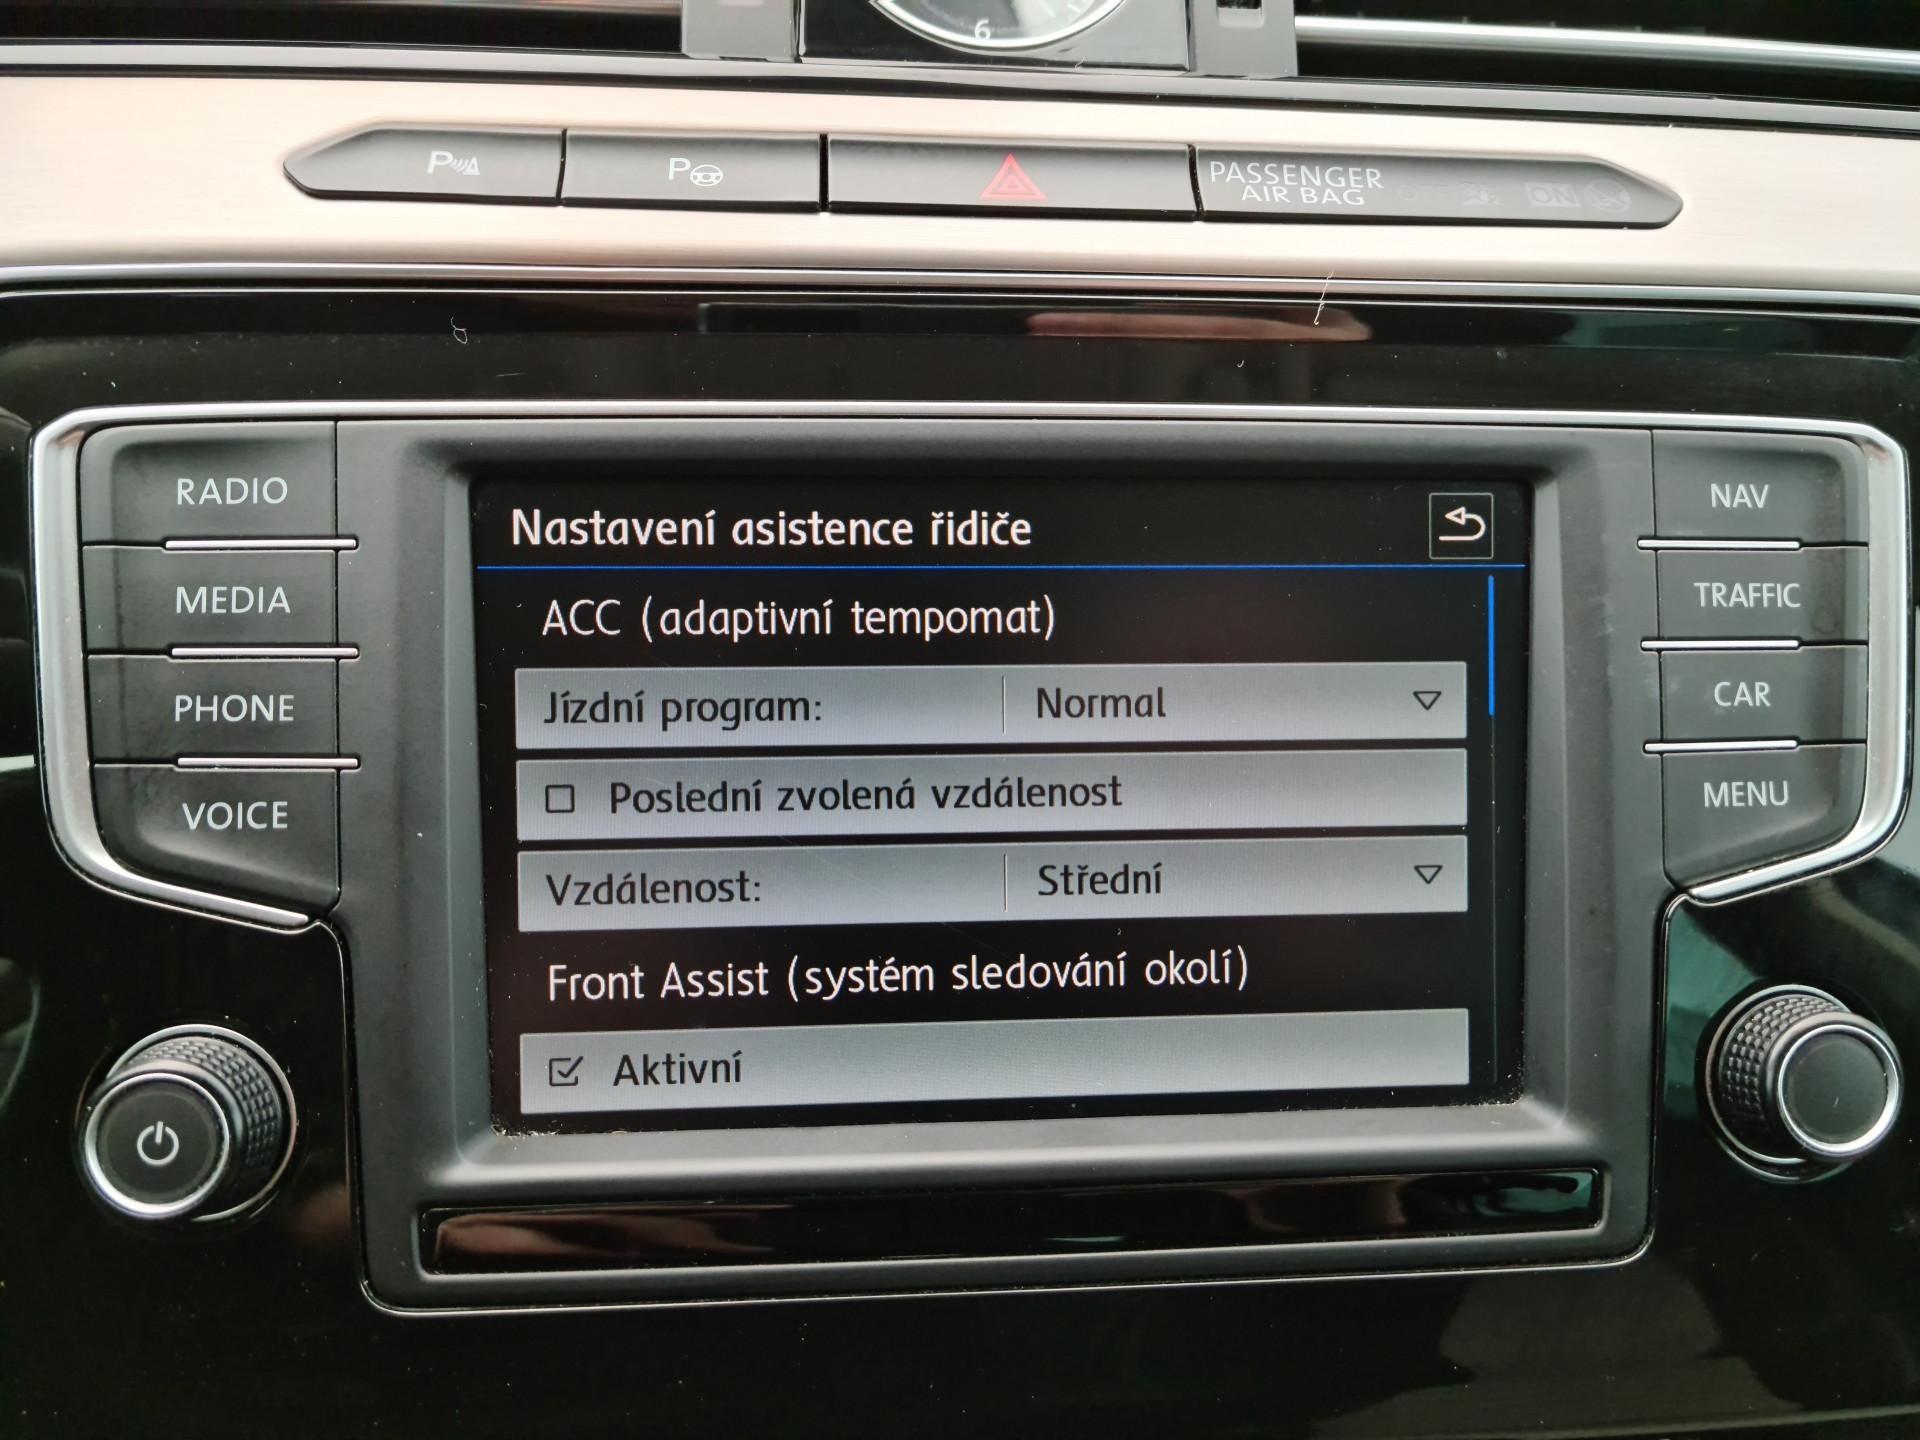 6
P
P
PASSENGER
AIR BAG
ON
RADIO
MEDIA
PHONE
VOICE
Nastavení asistence řidiče
ACC (adaptivní tempomat)
Jízdní program: Normal
Poslední zvolená vzdálenost
Vzdálenost: Střední
Front Assist (systém sledování okolí)
Aktivní
NAV
TRAFFIC
CAR
MENU